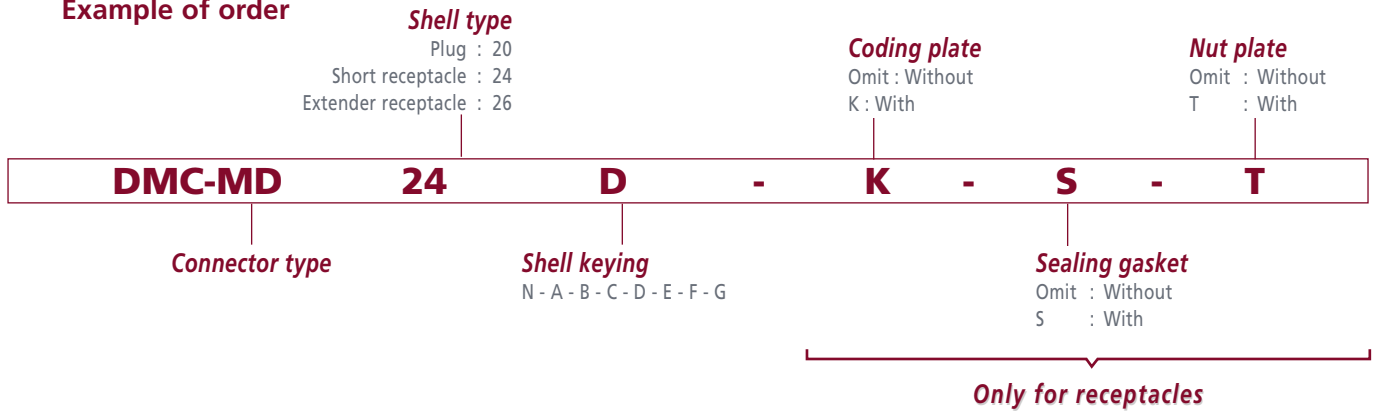 Example of order
Shell type
Plug : 20
Short receptacle : 24
Extender receptacle : 26
Coding plate
Omit : Without
K : With
Nut plate
Omit : Without
T : With
DMC-MD 24 D - K - S - T
Connector type
Shell keying
N - A - B - C - D - E - F - G
Sealing gasket
Omit : Without
S : With
Only for receptacles